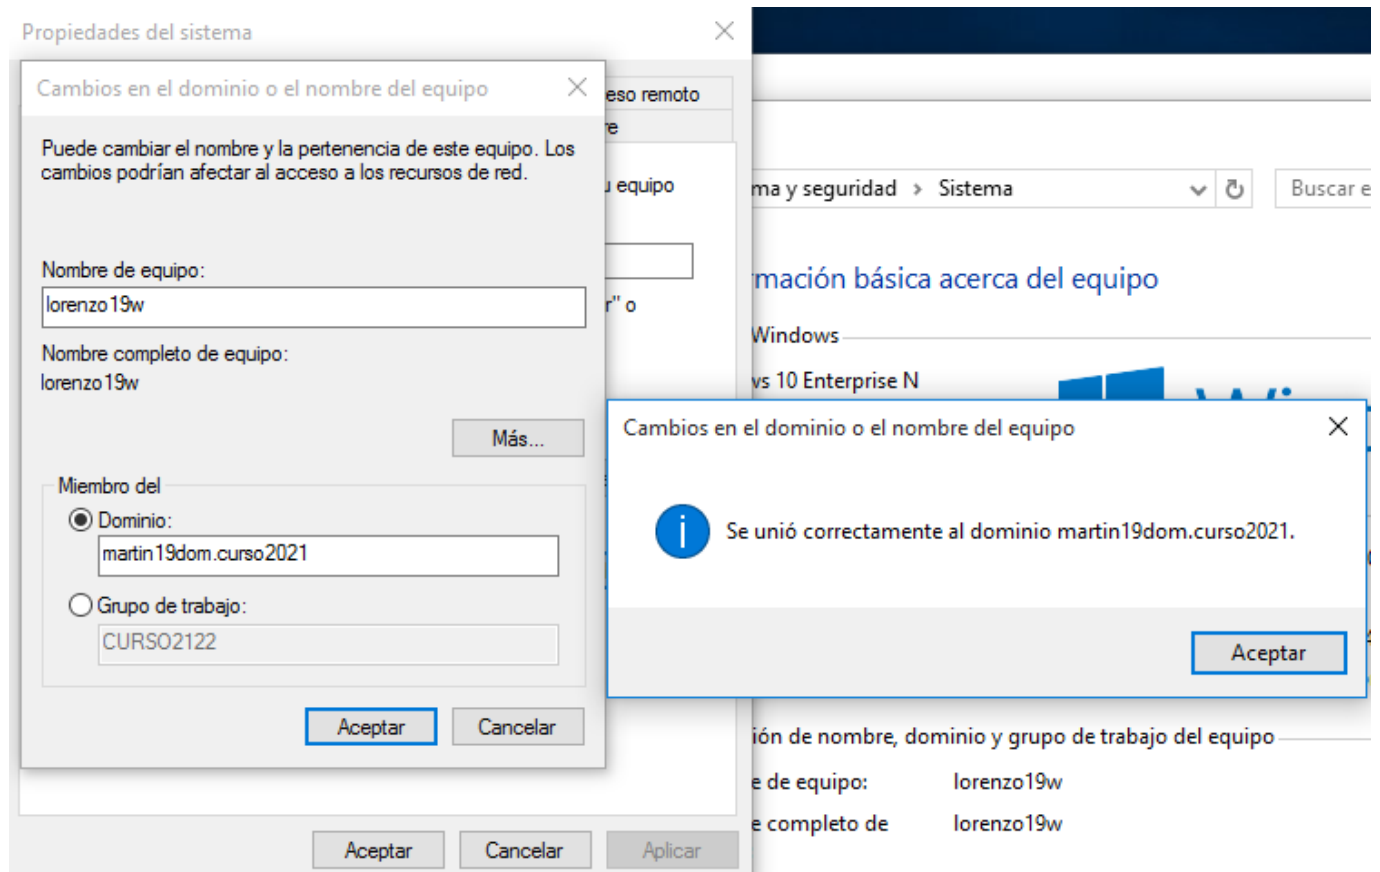 Propiedades del sistema
Cambios en el dominio o el nombre del equipo
eso remoto
re
Puede cambiar el nombre y la pertenencia de este equipo. Los
cambios podrían afectar al acceso a los recursos de red.
u equipo
Nombre de equipo:
lorenzo19w
r" o
Nombre completo de equipo:
lorenzo19w
Más...
Miembro del
Dominio:
martin19dom.curso2021
Grupo de trabajo:
CURSO2122
Aceptar
Cancelar
Aceptar
Cancelar
Aplicar
ma y seguridad > Sistema
Buscar e
rmación básica acerca del equipo
Windows
ws 10 Enterprise N
Cambios en el dominio o el nombre del equipo
Se unió correctamente al dominio martin19dom.curso2021.
Aceptar
ión de nombre, dominio y grupo de trabajo del equipo
e de equipo:
lorenzo19w
e completo de
lorenzo19w